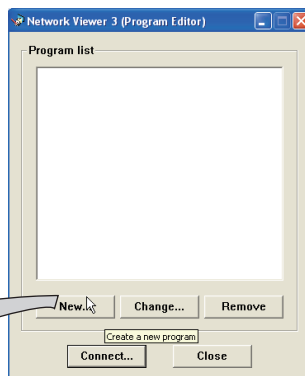 Network Viewer 3 (Program Editor)
Program list
New... Change... Remove
Create a new program
Connect... Close